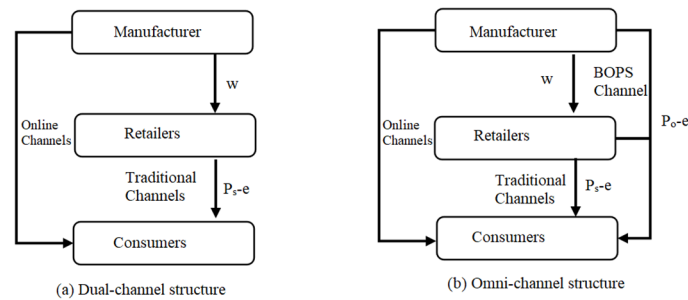 Manufacturer
w
Online
Channels
Retailers
Traditional
Channels
Pₛ-e
Consumers
(a) Dual-channel structure
Manufacturer
w
BOPS
Channel
Online
Channels
Pₒ-e
Retailers
Traditional
Channels
Pₛ-e
Consumers
(b) Omni-channel structure